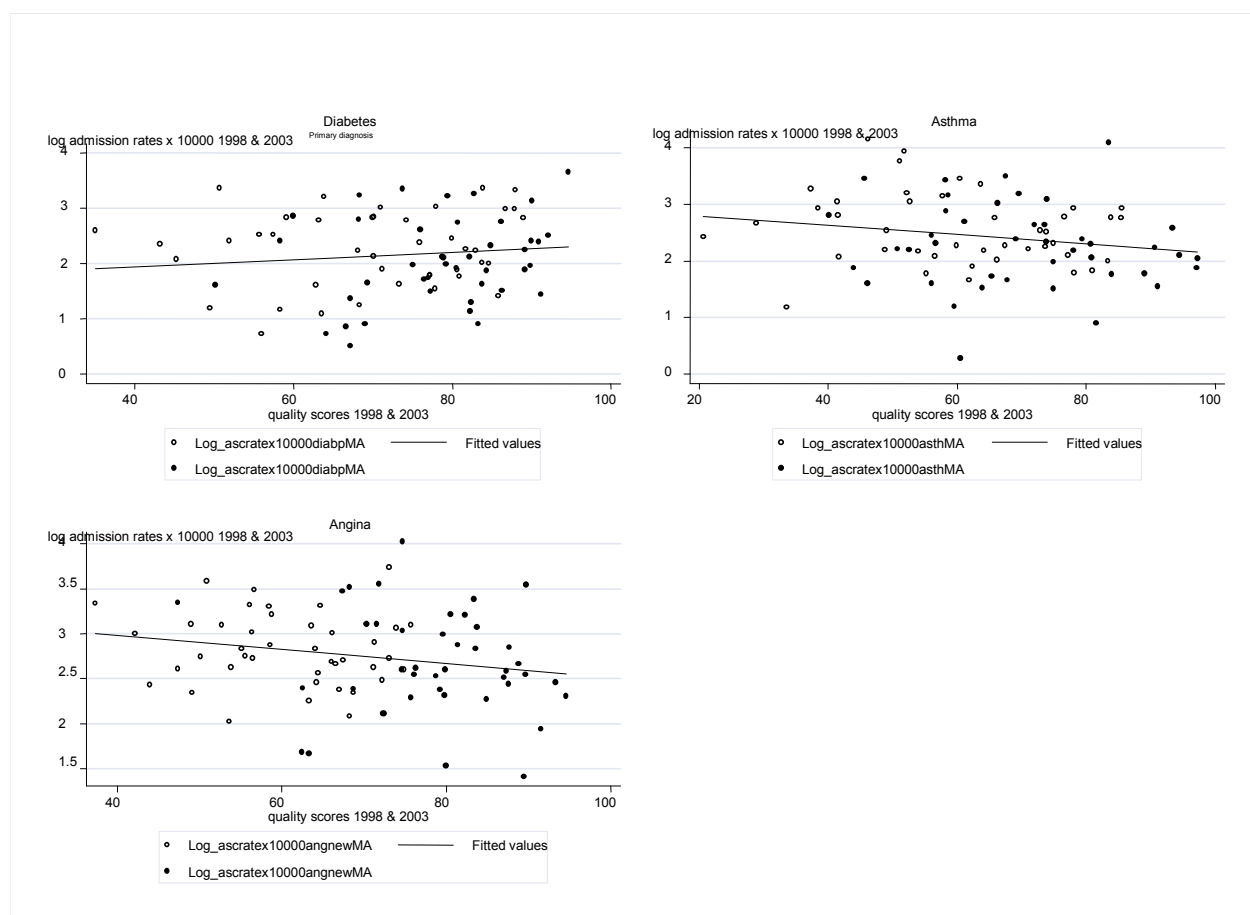 Diabetes
Primary diagnosis
log admission rates x 10000 1998 & 2003
4
3
2
1
0
40 60 80 100
quality scores 1998 & 2003
Log_ascratex10000diabpMA Fitted values
Log_ascratex10000diabpMA
Asthma
log admission rates x 10000 1998 & 2003
4
3
2
1
0
20 40 60 80 100
quality scores 1998 & 2003
Log_ascratex10000asthMA Fitted values
Log_ascratex10000asthMA
Angina
log admission rates x 10000 1998 & 2003
4
3.5
3
2.5
2
1.5
40 60 80 100
quality scores 1998 & 2003
Log_ascratex10000angnewMA Fitted values
Log_ascratex10000angnewMA